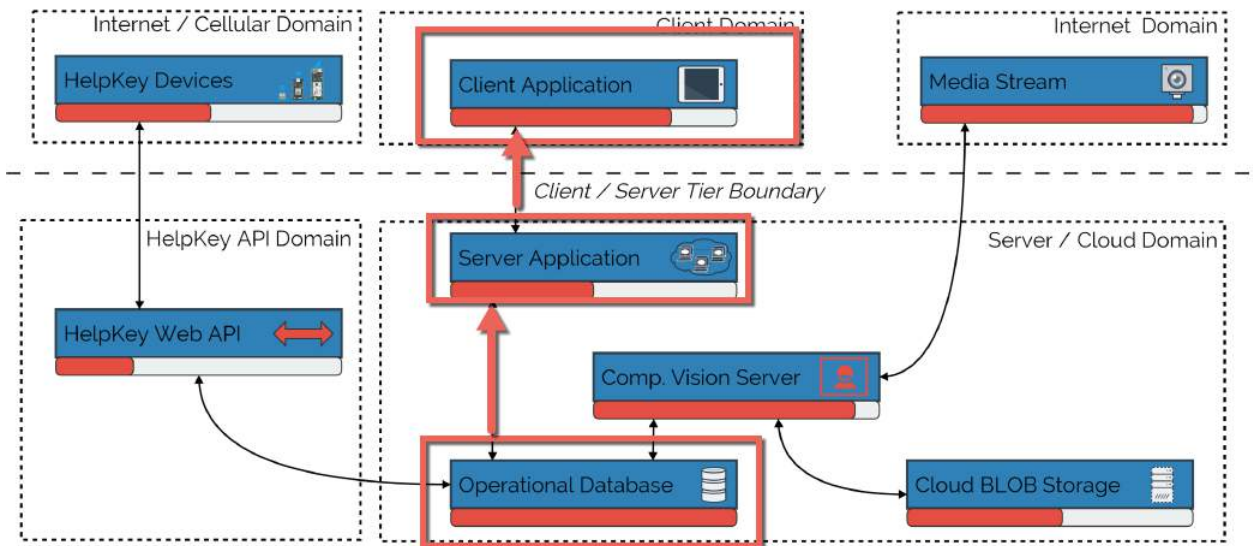 Internet / Cellular Domain
Client Domain
Internet Domain
HelpKey Devices
Client Application
Media Stream
Client / Server Tier Boundary
HelpKey API Domain
Server / Cloud Domain
Server Application
HelpKey Web API
Comp. Vision Server
Operational Database
Cloud BLOB Storage